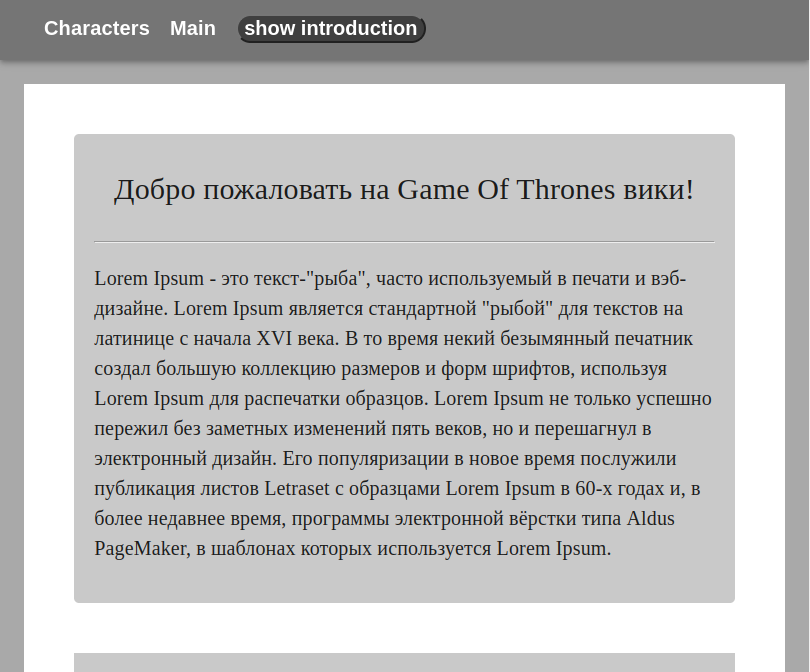 Characters Main show introduction
Добро пожаловать на Game Of Thrones вики!
Lorem Ipsum - это текст-"рыба", часто используемый в печати и вэб-
дизайне. Lorem Ipsum является стандартной "рыбой" для текстов на
латинице с начала XVI века. В то время некий безымянный печатник
создал большую коллекцию размеров и форм шрифтов, используя
Lorem Ipsum для распечатки образцов. Lorem Ipsum не только успешно
пережил без заметных изменений пять веков, но и перешагнул в
электронный дизайн. Его популяризации в новое время послужили
публикация листов Letraset с образцами Lorem Ipsum в 60-х годах и, в
более недавнее время, программы электронной вёрстки типа Aldus
PageMaker, в шаблонах которых используется Lorem Ipsum.